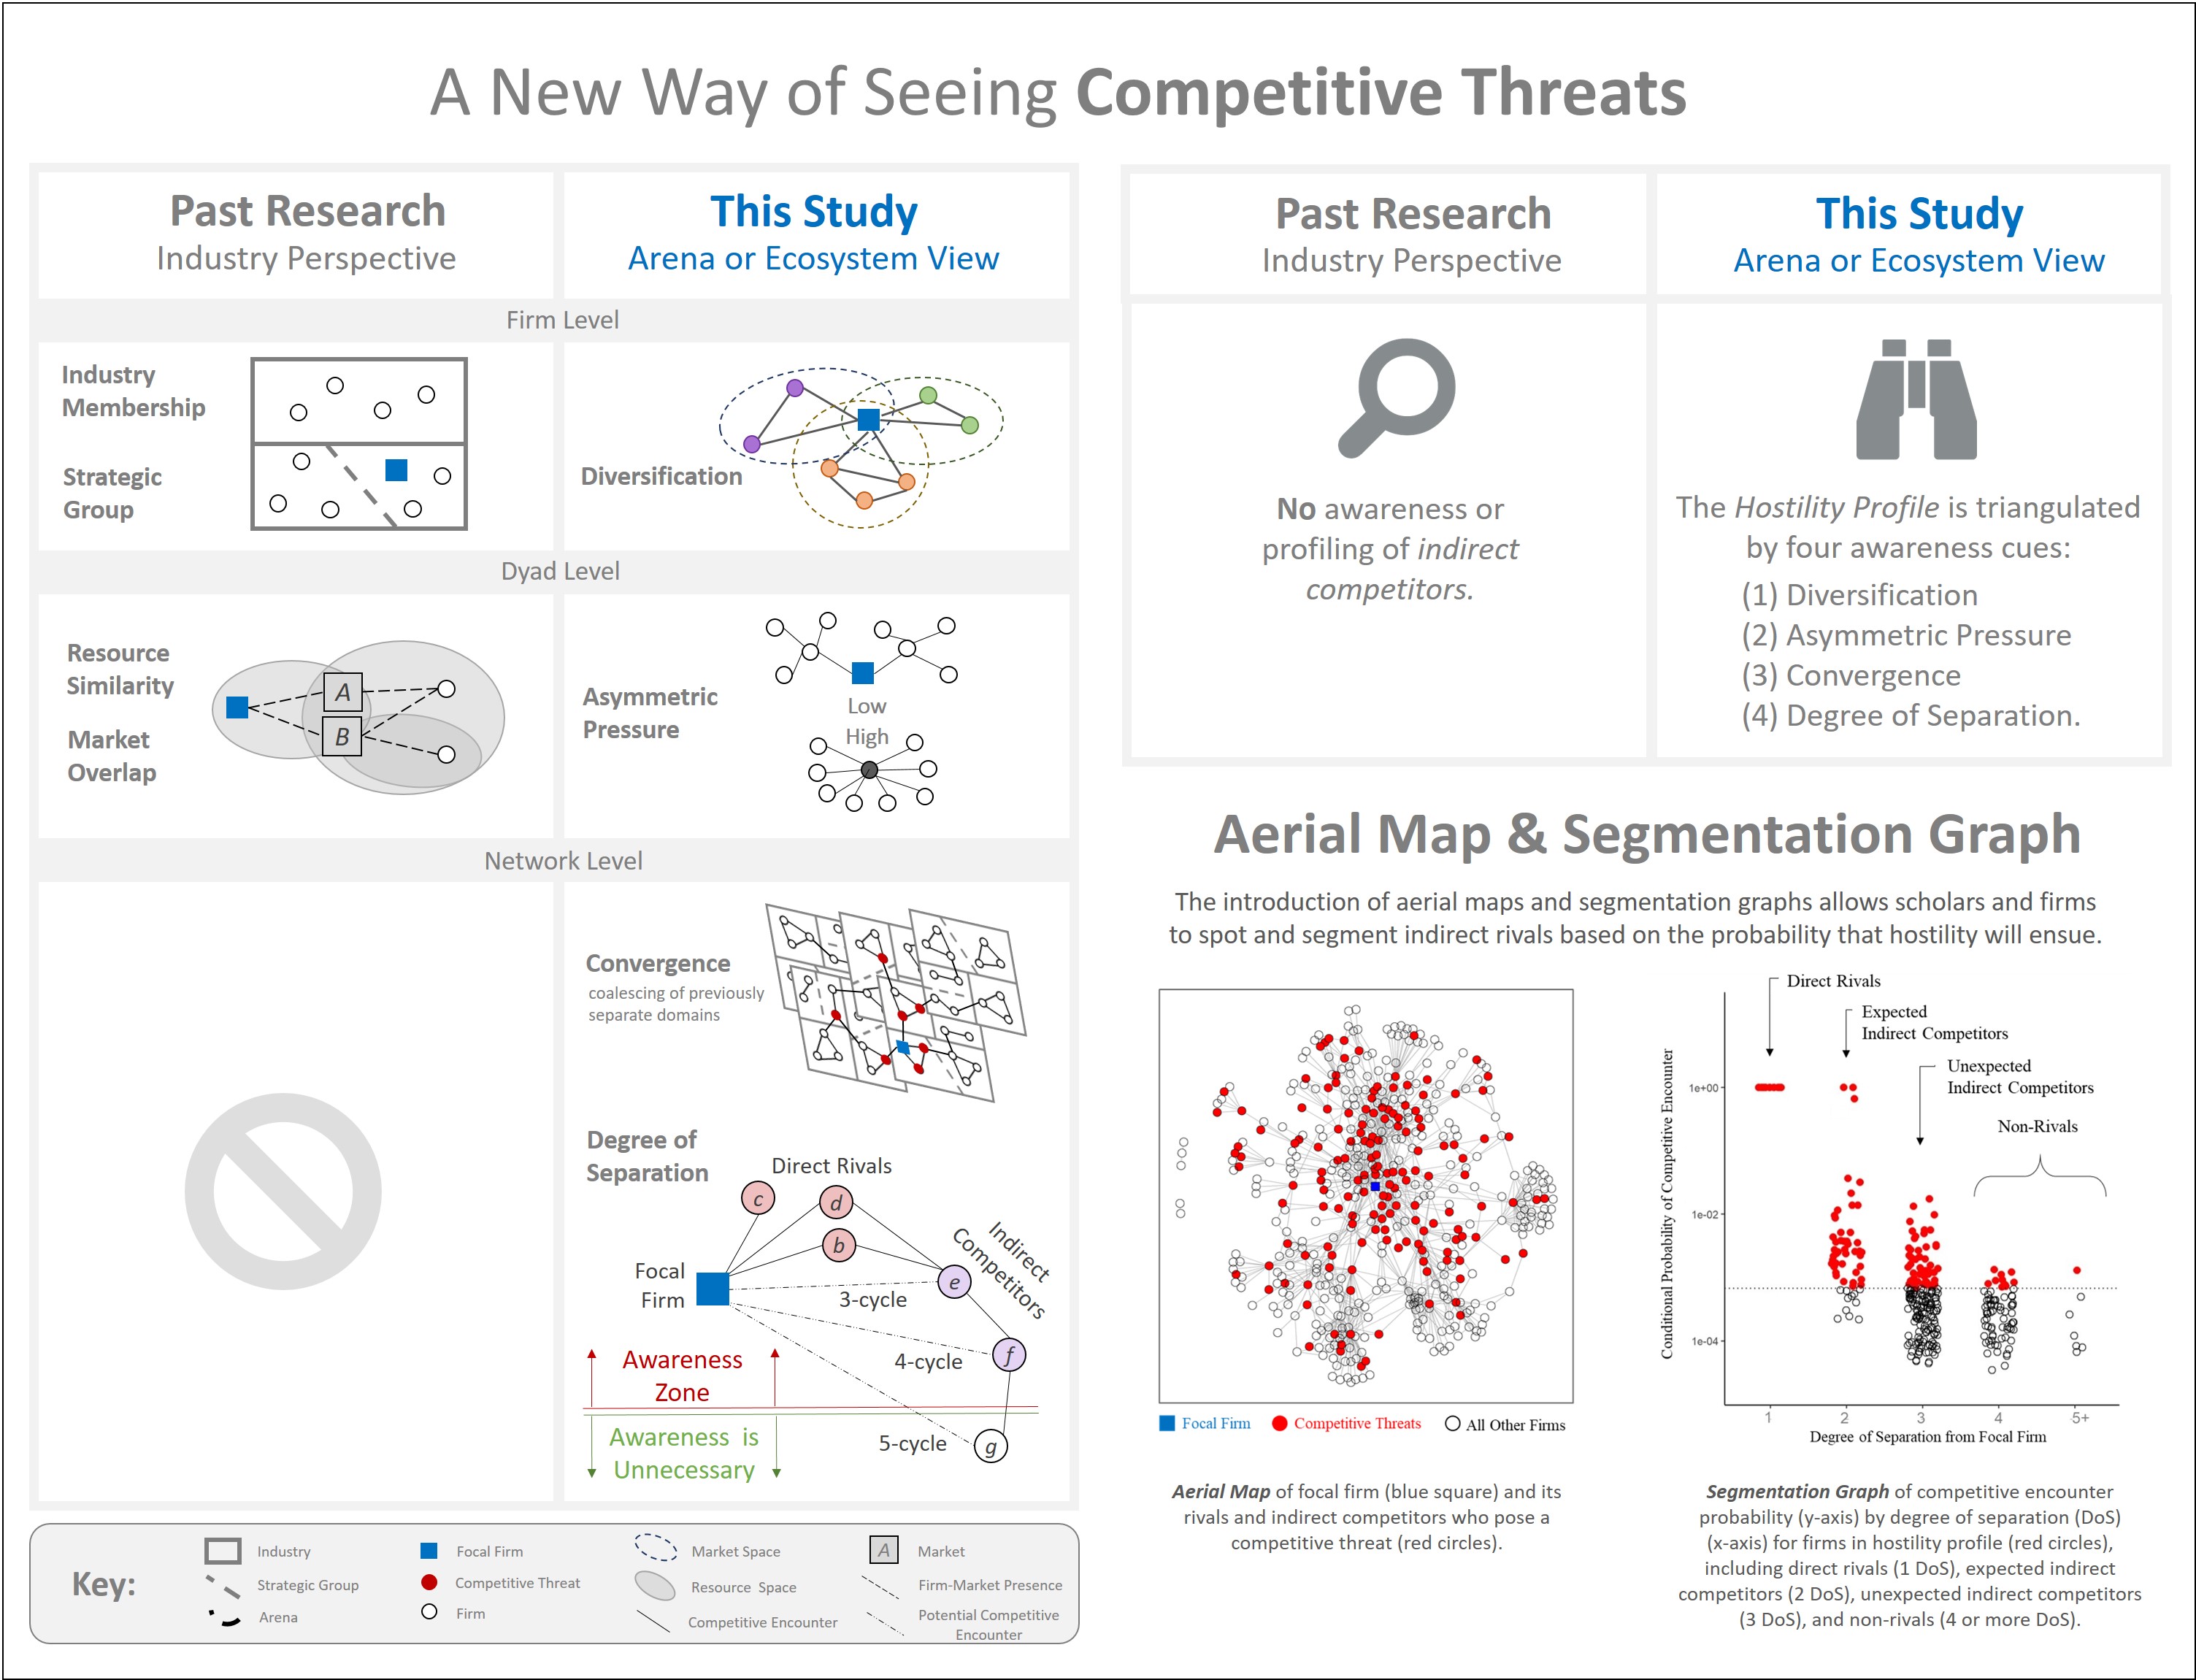 A New Way of Seeing Competitive Threats
Past Research
Industry Perspective
This Study
Arena or Ecosystem View
Firm Level
Industry
Membership
Strategic
Group
Diversification
Dyad Level
Resource
Similarity
Market
Overlap
A
B
Asymmetric
Pressure
Low
High
Network Level
Convergence
coalescing of previously
separate domains
Degree of
Separation
Direct Rivals
c
d
b
Indirect
Competitors
Focal
Firm
e
3-cycle
f
4-cycle
Awareness
Zone
Awareness is
Unnecessary
5-cycle
g
Key:
Industry
Strategic Group
Arena
Focal Firm
Competitive Threat
Firm
Market Space
Resource Space
Competitive Encounter
A
Market
Firm-Market Presence
Potential Competitive
Encounter
Past Research
Industry Perspective
This Study
Arena or Ecosystem View
No awareness or
profiling of indirect
competitors.
The Hostility Profile is triangulated
by four awareness cues:
(1) Diversification
(2) Asymmetric Pressure
(3) Convergence
(4) Degree of Separation.
Aerial Map & Segmentation Graph
The introduction of aerial maps and segmentation graphs allows scholars and firms
to spot and segment indirect rivals based on the probability that hostility will ensue.
Focal Firm
Competitive Threats
All Other Firms
Aerial Map of focal firm (blue square) and its
rivals and indirect competitors who pose a
competitive threat (red circles).
Direct Rivals
Expected
Indirect Competitors
Unexpected
Indirect Competitors
Non-Rivals
Conditional Probability of Competitive Encounter
1e+00
1e-02
1e-04
1
2
3
4
5+
Degree of Separation from Focal Firm
Segmentation Graph of competitive encounter
probability (y-axis) by degree of separation (DoS)
(x-axis) for firms in hostility profile (red circles),
including direct rivals (1 DoS), expected indirect
competitors (2 DoS), unexpected indirect competitors
(3 DoS), and non-rivals (4 or more DoS).